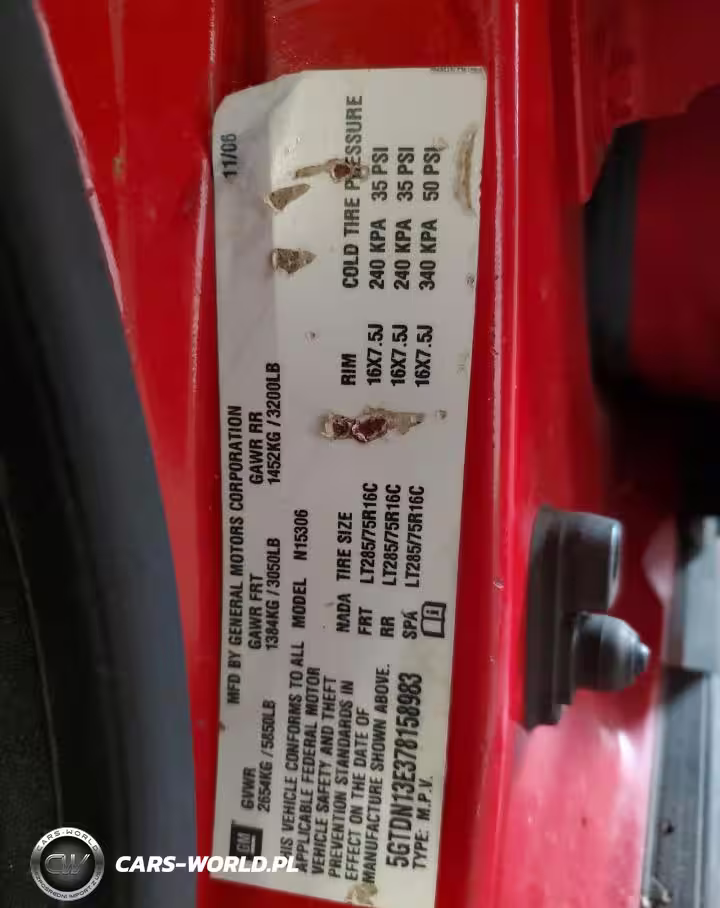 MFD BY GENERAL MOTORS CORPORATION 11/06
GM GVWR GAWR FRT GAWR RR
2654KG/5850LB 1384KG/3050LB 1452KG/3200LB
THIS VEHICLE CONFORMS TO ALL
APPLICABLE FEDERAL MOTOR
VEHICLE SAFETY AND THEFT
PREVENTION STANDARDS IN
EFFECT ON THE DATE OF
MANUFACTURE SHOWN ABOVE.
5GTDN13E378158983
TYPE: M.P.V.
MODEL N15306
NADA TIRE SIZE RIM COLD TIRE PRESSURE
FRT LT285/75R16C 16X7.5J 240 KPA 35 PSI
RR LT285/75R16C 16X7.5J 240 KPA 35 PSI
SPA LT285/75R16C 16X7.5J 340 KPA 50 PSI
CARS-WORLD
CW
CARS-WORLD.PL